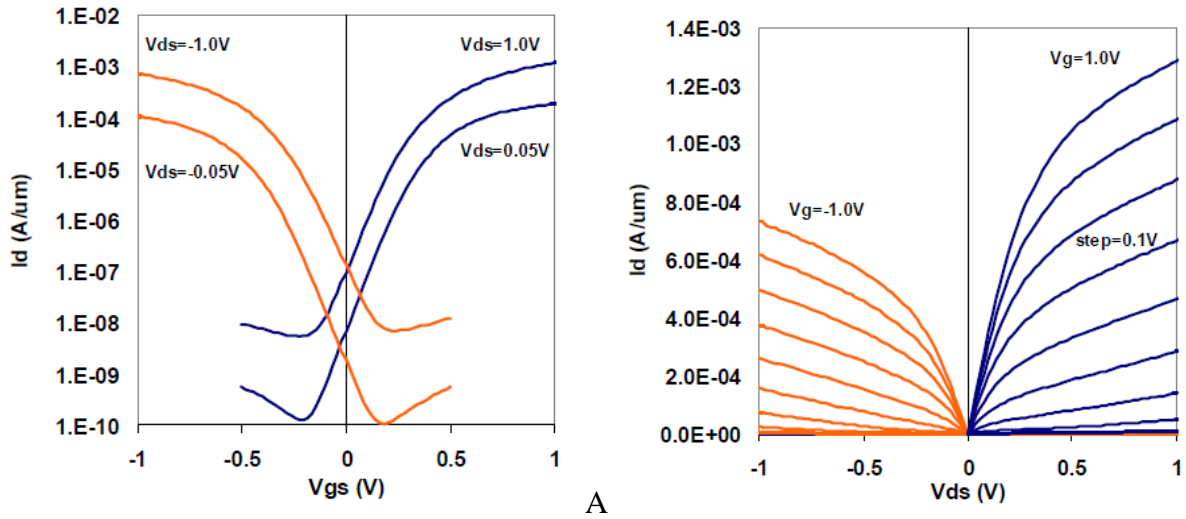 1.E-02
Vds=-1.0V
Vds=1.0V
1.E-03
1.E-04
1.E-05
Vds=-0.05V
Vds=0.05V
1.E-06
1.E-07
1.E-08
1.E-09
1.E-10
Id (A/um)
-1
-0.5
0
0.5
1
Vgs (V)
A
1.4E-03
1.2E-03
Vg=1.0V
1.0E-03
8.0E-04
Vg=-1.0V
step=0.1V
6.0E-04
4.0E-04
2.0E-04
0.0E+00
Id (A/um)
-1
-0.5
0
0.5
1
Vds (V)